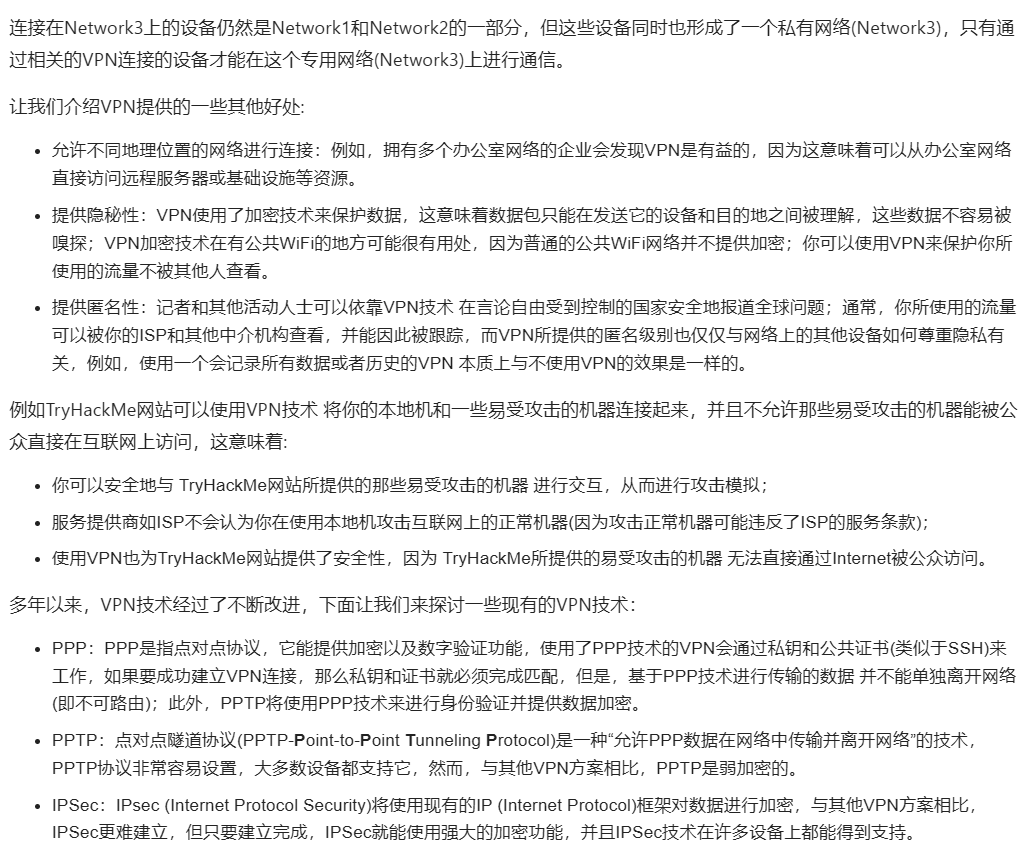 连接在Network3上的设备仍然是Network1和Network2的一部分，但这些设备同时也形成了一个私有网络(Network3)，只有通
过相关的VPN连接的设备才能在这个专用网络(Network3)上进行通信。
让我们介绍VPN提供的一些其他好处:
• 允许不同地理位置的网络进行连接：例如，拥有多个办公室网络的企业会发现VPN是有益的，因为这意味着可以从办公室网络
直接访问远程服务器或基础设施等资源。
• 提供隐秘性：VPN使用了加密技术来保护数据，这意味着数据包只能在发送它的设备和目的地之间被理解，这些数据不容易被
嗅探；VPN加密技术在有公共WiFi的地方可能很有用处，因为普通的公共WiFi网络并不提供加密；你可以使用VPN来保护你所
使用的流量不被其他人查看。
• 提供匿名性：记者和其他活动人士可以依靠VPN技术 在言论自由受到控制的国家安全地报道全球问题；通常，你所使用的流量
可以被你的ISP和其他中介机构查看，并能因此被跟踪，而VPN所提供的匿名级别也仅仅与网络上的其他设备如何尊重隐私有
关，例如，使用一个会记录所有数据或者历史的VPN 本质上与不使用VPN的效果是一样的。
例如TryHackMe网站可以使用VPN技术 将你的本地机和一些易受攻击的机器连接起来，并且不允许那些易受攻击的机器能被公
众直接在互联网上访问，这意味着:
• 你可以安全地与 TryHackMe网站所提供的那些易受攻击的机器 进行交互，从而进行攻击模拟；
• 服务提供商如ISP不会认为你在使用本地机攻击互联网上的正常机器(因为攻击正常机器可能违反了ISP的服务条款)；
• 使用VPN也为TryHackMe网站提供了安全性，因为 TryHackMe所提供的易受攻击的机器 无法直接通过Internet被公众访问。
多年以来，VPN技术经过了不断改进，下面让我们来探讨一些现有的VPN技术：
• PPP：PPP是指点对点协议，它能提供加密以及数字验证功能，使用了PPP技术的VPN会通过私钥和公共证书(类似于SSH)来
工作，如果要成功建立VPN连接，那么私钥和证书就必须完成匹配，但是，基于PPP技术进行传输的数据 并不能单独离开网络
(即不可路由)；此外，PPTP将使用PPP技术来进行身份验证并提供数据加密。
• PPTP：点对点隧道协议(PPTP-Point-to-Point Tunneling Protocol)是一种“允许PPP数据在网络中传输并离开网络”的技术，
PPTP协议非常容易设置，大多数设备都支持它，然而，与其他VPN方案相比，PPTP是弱加密的。
• IPSec：IPsec (Internet Protocol Security)将使用现有的IP (Internet Protocol)框架对数据进行加密，与其他VPN方案相比，
IPSec更难建立，但只要建立完成，IPSec就能使用强大的加密功能，并且IPSec技术在许多设备上都能得到支持。